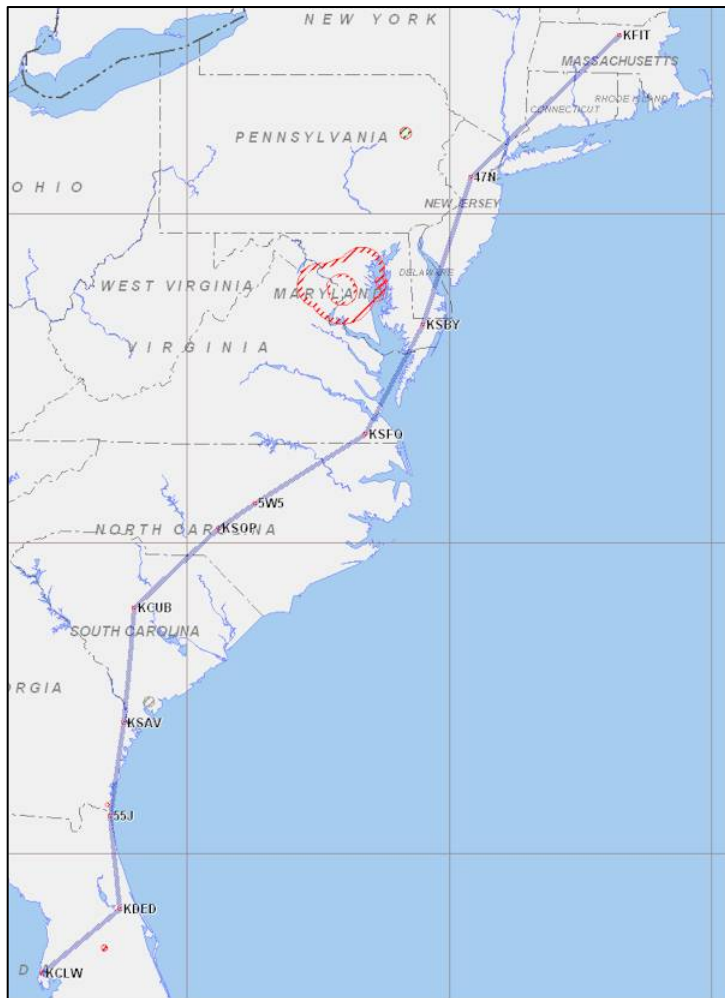 NEW YORK
KFIT
MASSACHUSETTS
RHODE ISLAND
CONNECTICUT
PENNSYLVANIA
OHIO
47N
NEW JERSEY
DELAWARE
WEST VIRGINIA
MARYLAND
KSBY
VIRGINIA
KSFQ
5W5
NORTH CAROLINA
KSOP
KCUB
SOUTH CAROLINA
ORGIA
KSAV
55J
KDED
D A
KCLW